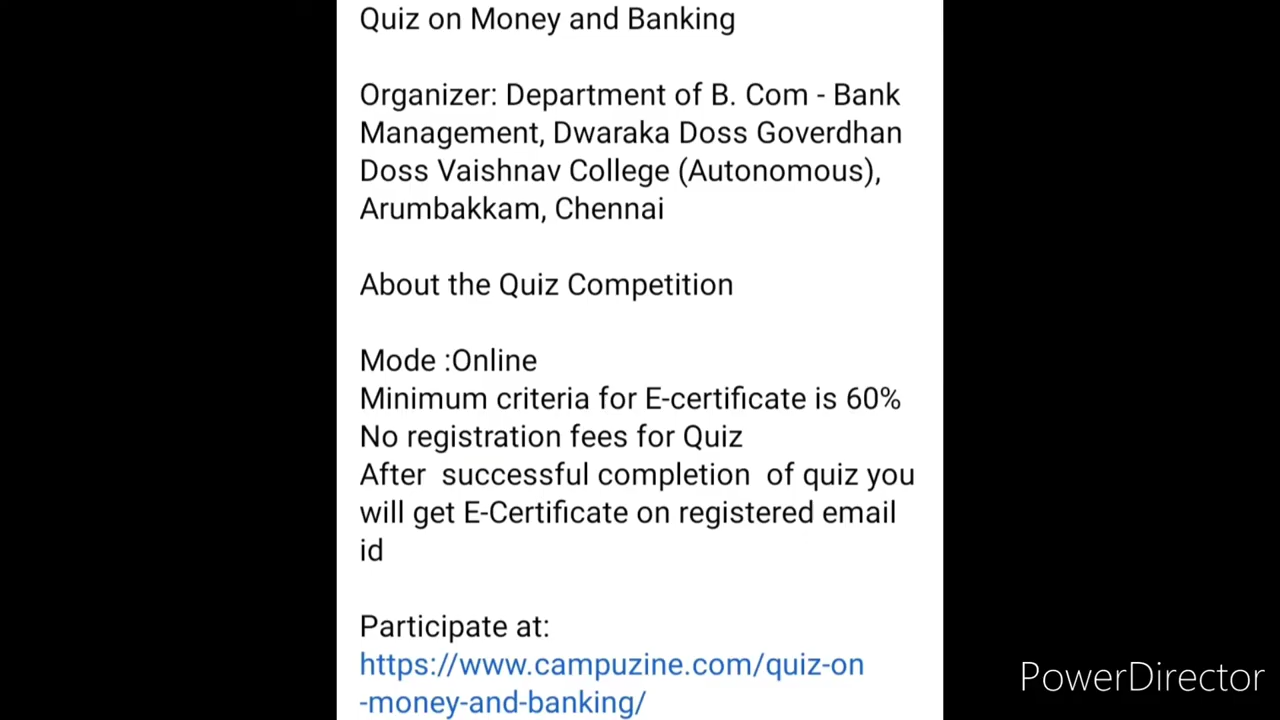 Quiz on Money and Banking
Organizer: Department of B. Com - Bank
Management, Dwaraka Doss Goverdhan
Doss Vaishnav College (Autonomous),
Arumbakkam, Chennai
About the Quiz Competition
Mode :Online
Minimum criteria for E-certificate is 60%
No registration fees for Quiz
After  successful completion  of quiz you
will get E-Certificate on registered email
id
Participate at:
https://www.campuzine.com/quiz-on
-money-and-banking/
PowerDirector